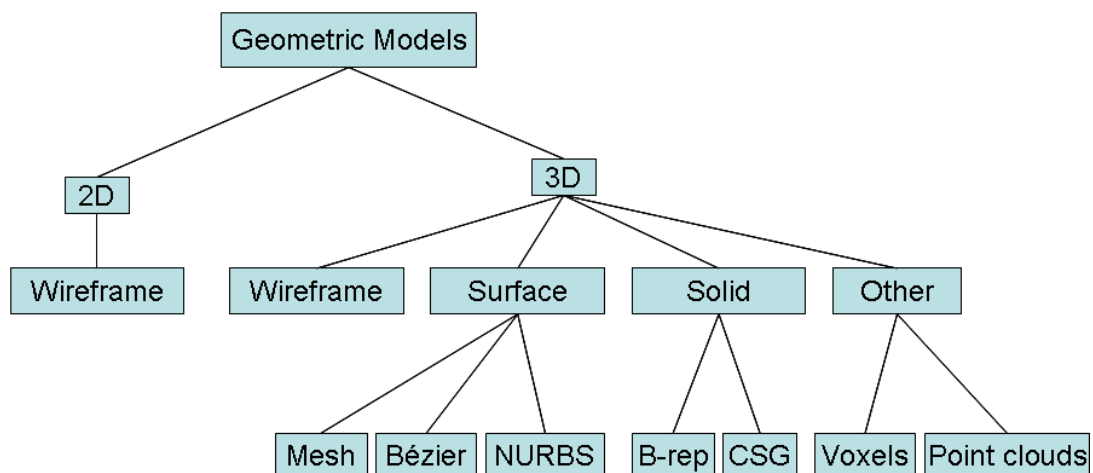 Geometric Models
2D
3D
Wireframe
Wireframe
Surface
Solid
Other
Mesh
Bézier
NURBS
B-rep
CSG
Voxels
Point clouds